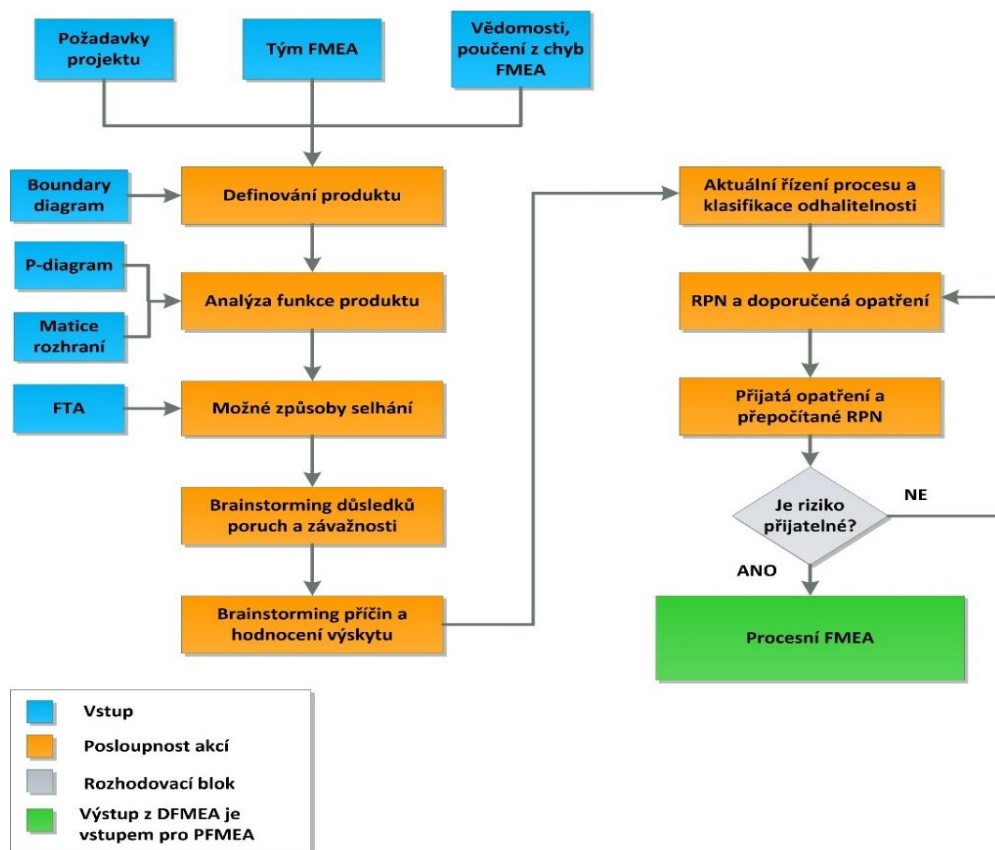 Požadavky
projektu
Tým FMEA
Vědomosti,
poučení z chyb
FMEA
Boundary
diagram
Definování produktu
P-diagram
Matice
rozhraní
Analýza funkce produktu
FTA
Možné způsoby selhání
Brainstorming důsledků
poruch a závažnosti
Brainstorming příčin a
hodnocení výskytu
Aktuální řízení procesu a
klasifikace odhalitelnosti
RPN a doporučená opatření
Přijatá opatření a
přepočítané RPN
Je riziko
přijatelné?
NE
ANO
Procesní FMEA
Vstup
Posloupnost akcí
Rozhodovací blok
Výstup z DFMEA je
vstupem pro PFMEA